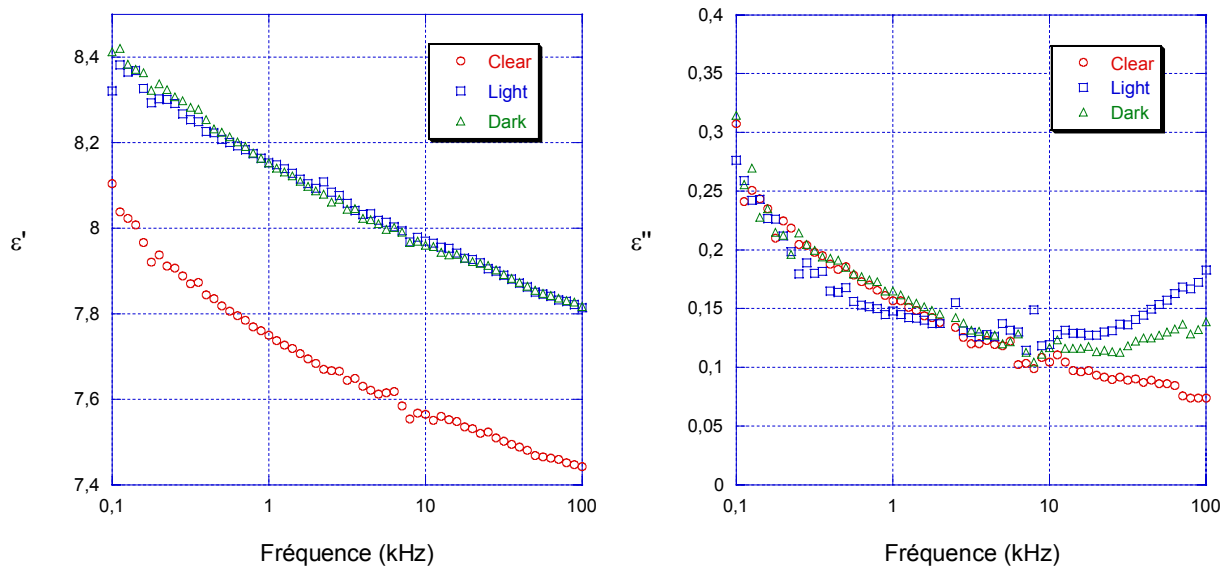 8,4
8,2
8
7,8
7,6
7,4
ε'
0,1
1
10
100
Fréquence (kHz)
Clear
Light
Dark
0,4
0,35
0,3
0,25
0,2
0,15
0,1
0,05
0
ε"
0,1
1
10
100
Fréquence (kHz)
Clear
Light
Dark